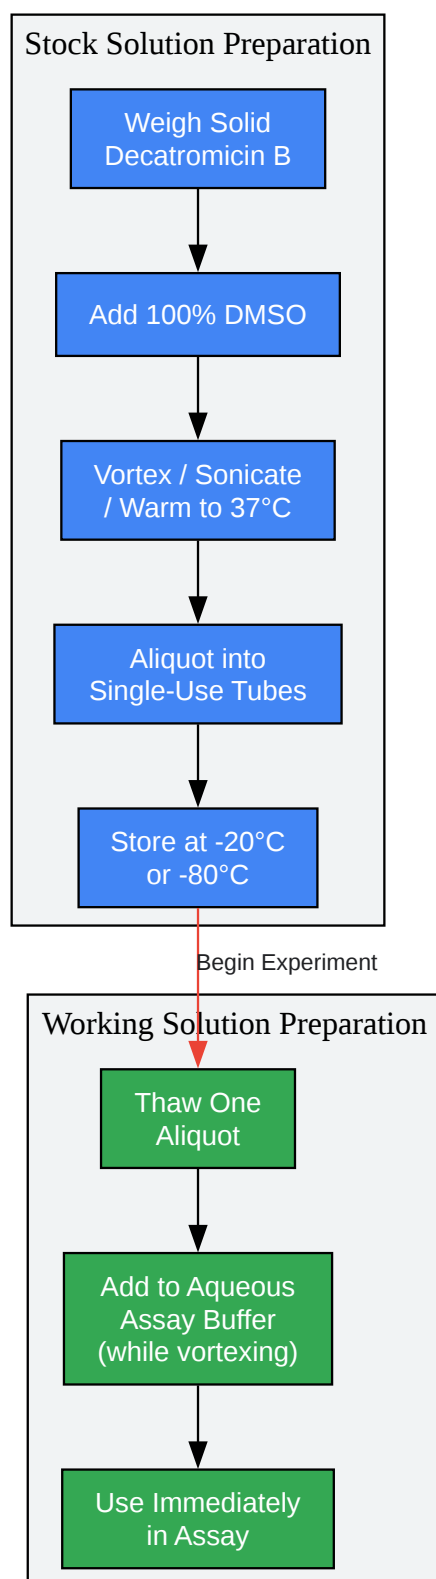 Stock Solution Preparation
Weigh Solid
Decatromicin B
Add 100% DMSO
Vortex / Sonicate
/ Warm to 37°C
Aliquot into
Single-Use Tubes
Store at -20°C
or -80°C
Begin Experiment
Working Solution Preparation
Thaw One
Aliquot
Add to Aqueous
Assay Buffer
(while vortexing)
Use Immediately
in Assay